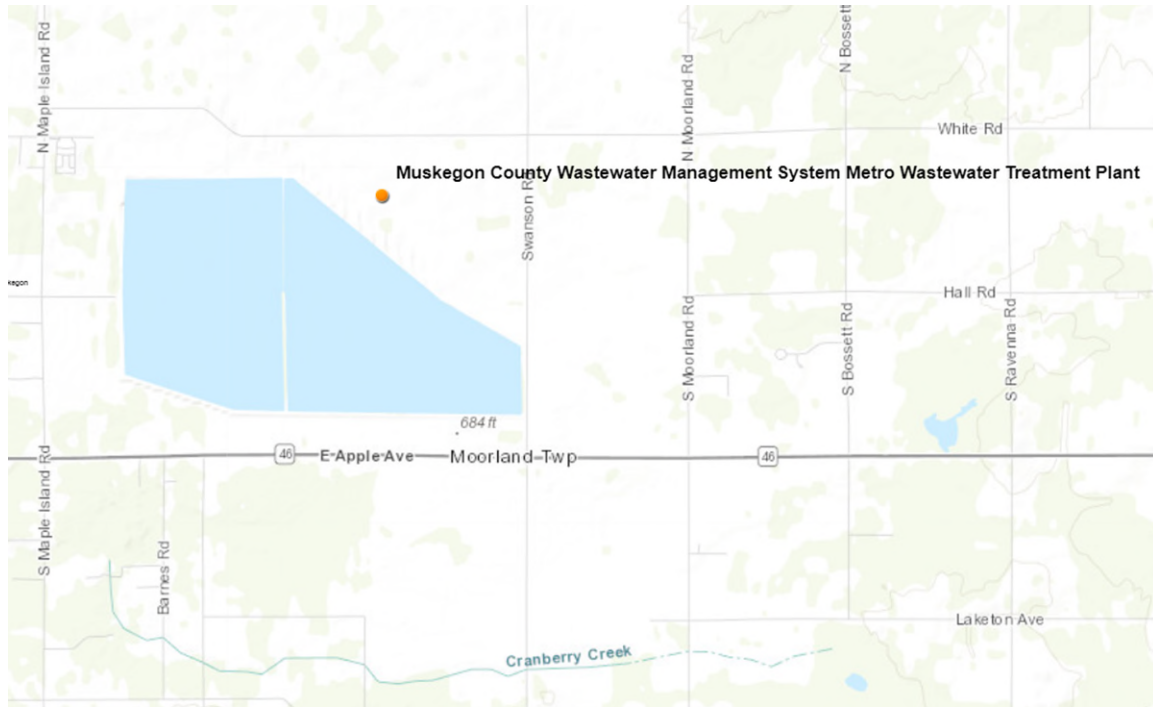 N Maple Island Rd
N Moorland Rd
N Bossett
White Rd
Muskegon County Wastewater Management System Metro Wastewater Treatment Plant
Swanson Rd
kegon
Hall Rd
S Moorland Rd
S Bossett Rd
S Ravenna Rd
684 ft
46
E Apple Ave
Moorland Twp
46
S Maple Island Rd
Barnes Rd
Laketon Ave
Cranberry Creek